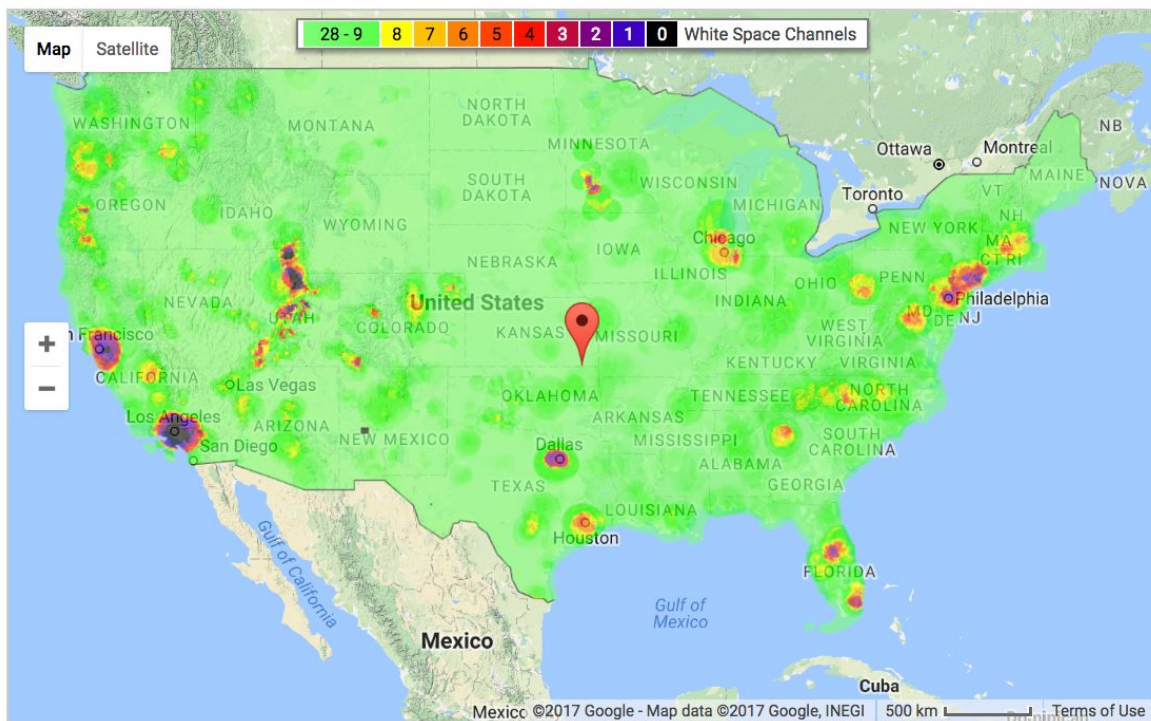 Map Satellite
28 - 9 8 7 6 5 4 3 2 1 0 White Space Channels
NORTH
DAKOTA
WASHINGTON
MONTANA
NB
MINNESOTA
Ottawa
Montreal
MAINE
NOVA
SOUTH
DAKOTA
WISCONSIN
VT
OREGON
IDAHO
MICHIGAN
Toronto
NH
WYOMING
NEW YORK
MA
CT RI
IOWA
Chicago
NEBRASKA
ILLINOIS
OHIO
PENN
NEVADA
United States
INDIANA
Philadelphia
UTAH
COLORADO
MD
DE NJ
n Francisco
KANSAS
MISSOURI
WEST
VIRGINIA
KENTUCKY
VIRGINIA
CALIFORNIA
Las Vegas
OKLAHOMA
TENNESSEE
NORTH
CAROLINA
Los Angeles
ARIZONA
NEW MEXICO
ARKANSAS
San Diego
Dallas
MISSISSIPPI
SOUTH
CAROLINA
ALABAMA
TEXAS
GEORGIA
LOUISIANA
Houston
Gulf of California
FLORIDA
Gulf of
Mexico
Mexico
Cuba
Mexico ©2017 Google - Map data ©2017 Google, INEGI 500 km Terms of Use